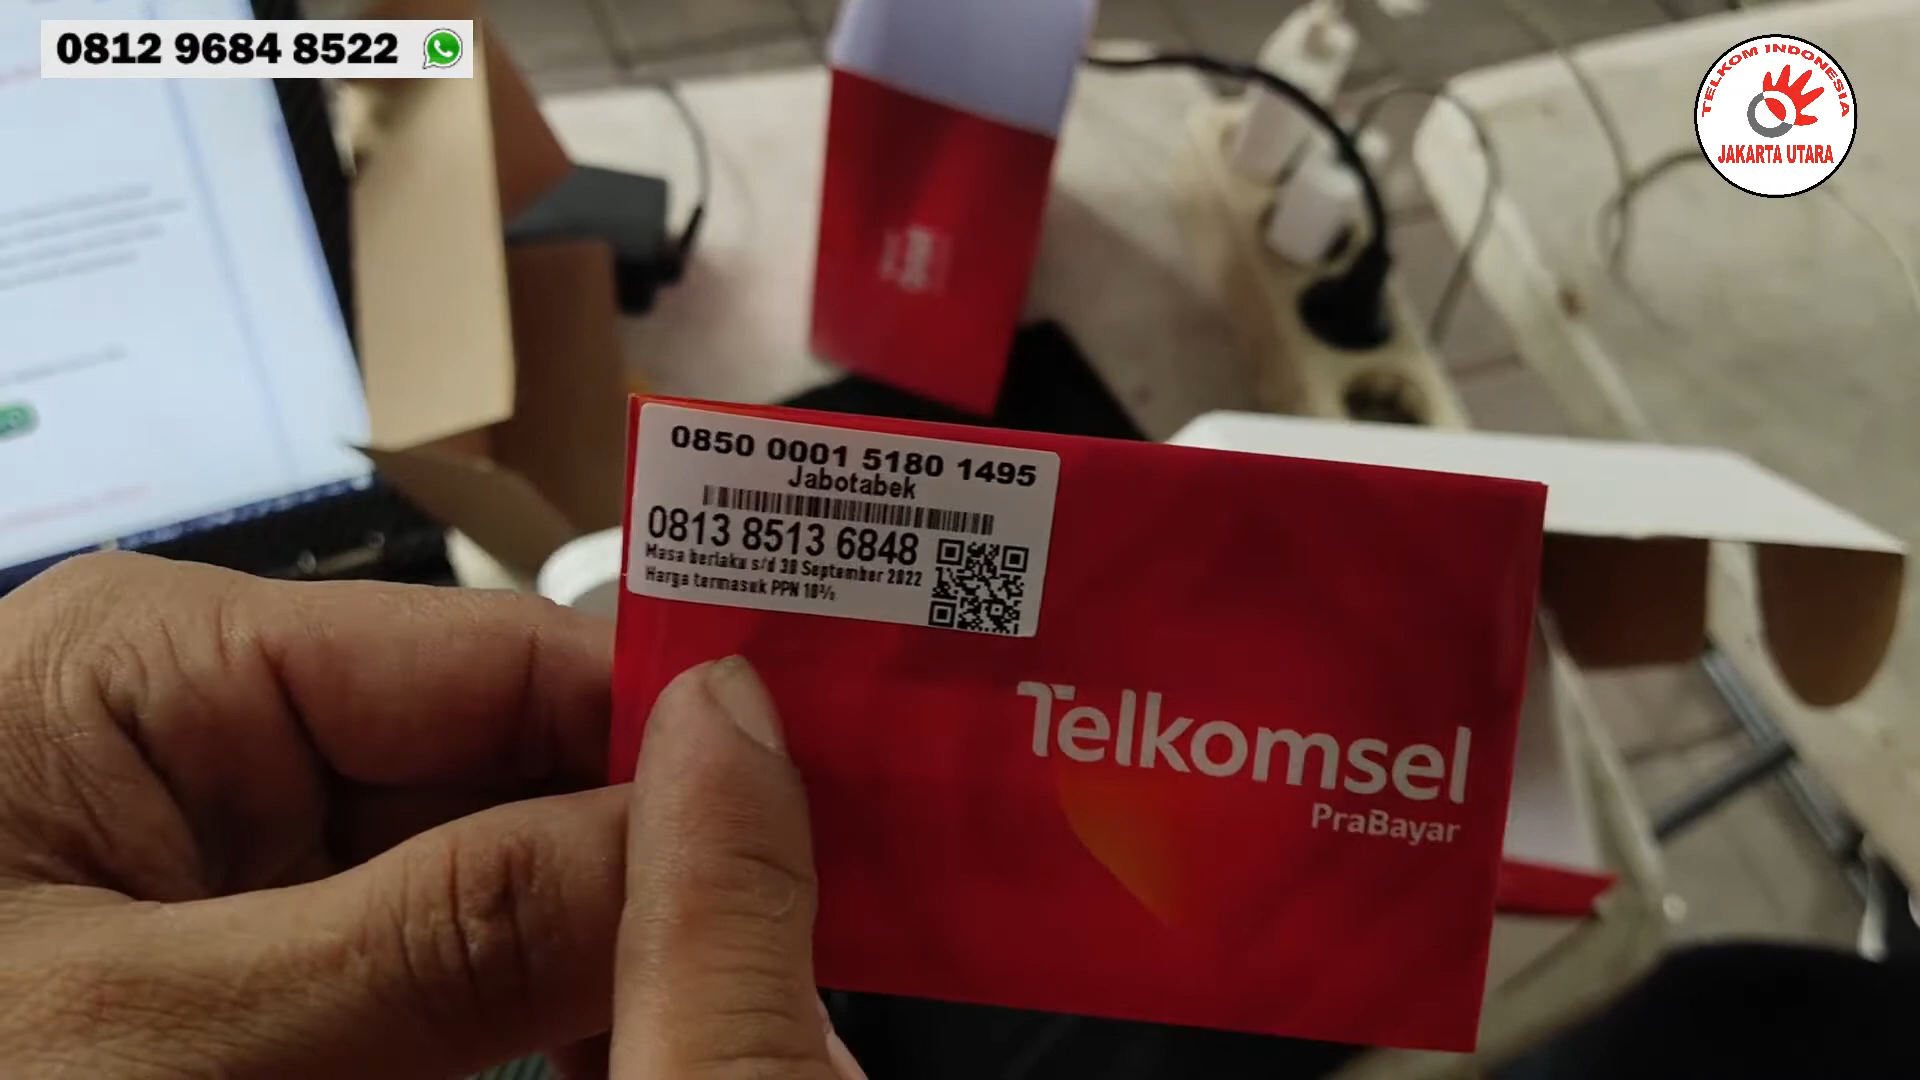 0812 9684 8522
TELKOM INDONESIA
JAKARTA UTARA
0850 0001 5180 1495
Jabotabek
0813 8513 6848
Masa berlaku s/d 30 September 2022
Harga termasuk PPN 10%
Telkomsel
PraBayar